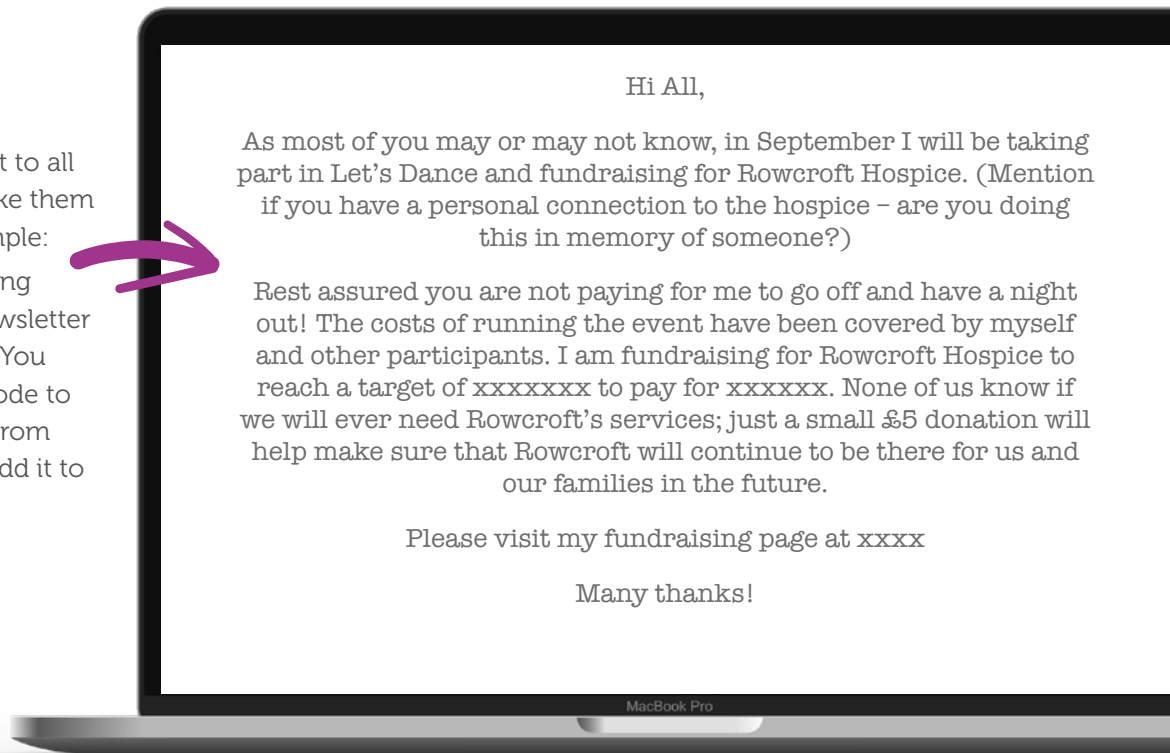 t to all
ke them
mple:
ng
wsletter
You
ode to
rom
dd it to
Hi All,
As most of you may or may not know, in September I will be taking
part in Let's Dance and fundraising for Rowcroft Hospice. (Mention
if you have a personal connection to the hospice – are you doing
this in memory of someone?)
Rest assured you are not paying for me to go off and have a night
out! The costs of running the event have been covered by myself
and other participants. I am fundraising for Rowcroft Hospice to
reach a target of xxxxxxx to pay for xxxxxx. None of us know if
we will ever need Rowcroft's services; just a small £5 donation will
help make sure that Rowcroft will continue to be there for us and
our families in the future.
Please visit my fundraising page at xxxx
Many thanks!
MacBook Pro